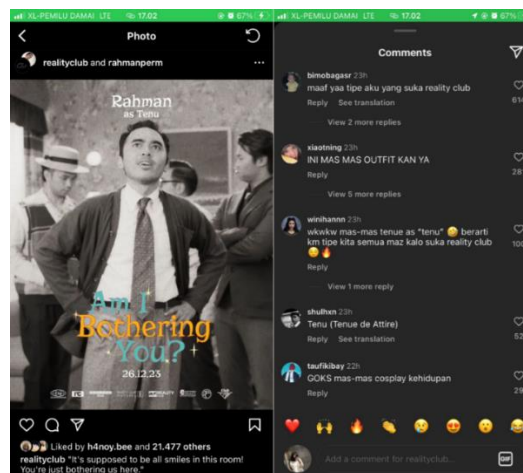 XL-PEMILU DAMAI LTE 17.02 67%
Photo
realityclub and rahmanperm
Rahman
as Tenu
Am I
Bothering
You?
26.12.23
Liked by h4noy.bee and 21.477 others
realityclub "It's supposed to be all smiles in this room!
You're just bothering us here."
XL-PEMILU DAMAI LTE 17.02 67%
Comments
bimobagasr 23h
maaf yaa tipe aku yang suka reality club
Reply See translation
View 2 more replies
xiaotning 23h
INI MAS MAS OUTFIT KAN YA
Reply
View 5 more replies
winihannn 23h
wkwkw mas-mas tenue as "tenu" 🤣 berarti
km tipe kita semua maz kalo suka reality club
🥲🔥
Reply
View 1 more reply
shulhxn 23h
Tenu (Tenue de Attire)
Reply See translation
52
taufikibay 22h
GOKS mas-mas cosplay kehidupan
Reply
29
Add a comment for realityclub...
GIF